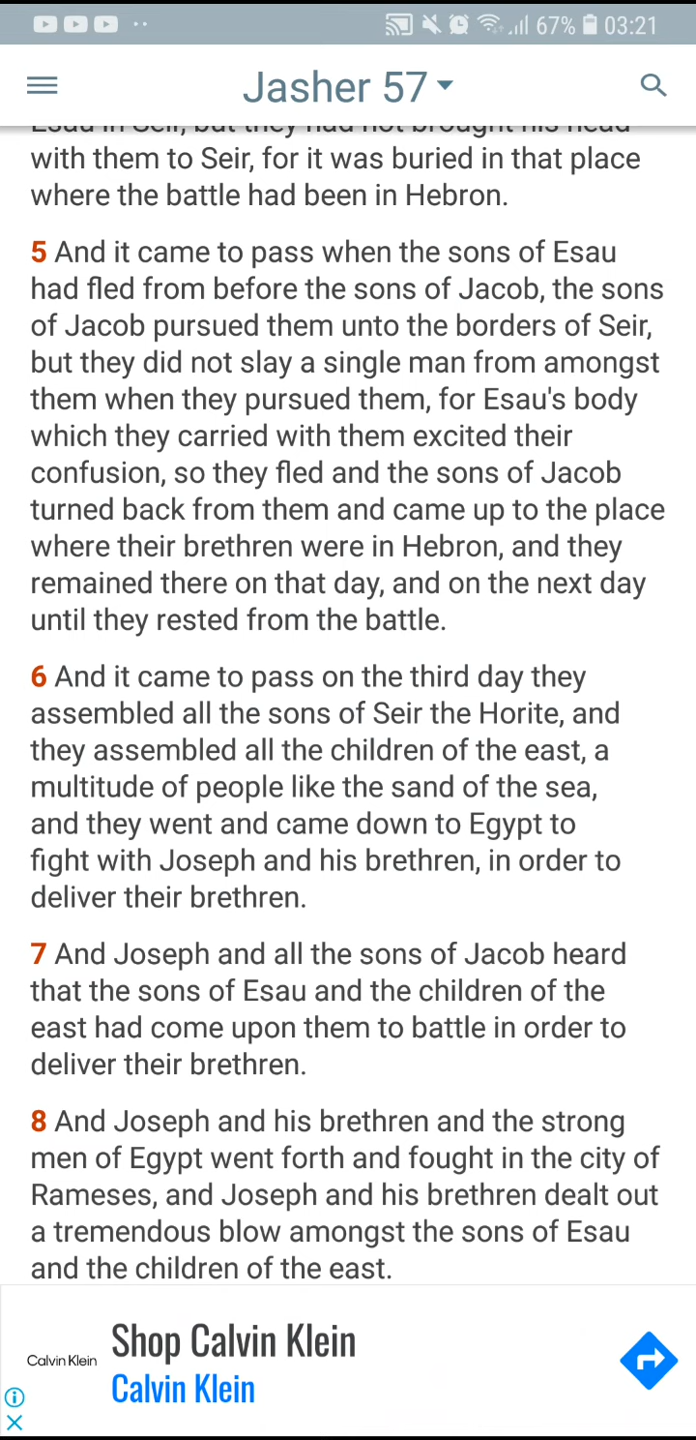 67% 03:21
Jasher 57
Esau in Seir, but they had not brought his head
with them to Seir, for it was buried in that place
where the battle had been in Hebron.
5 And it came to pass when the sons of Esau
had fled from before the sons of Jacob, the sons
of Jacob pursued them unto the borders of Seir,
but they did not slay a single man from amongst
them when they pursued them, for Esau's body
which they carried with them excited their
confusion, so they fled and the sons of Jacob
turned back from them and came up to the place
where their brethren were in Hebron, and they
remained there on that day, and on the next day
until they rested from the battle.
6 And it came to pass on the third day they
assembled all the sons of Seir the Horite, and
they assembled all the children of the east, a
multitude of people like the sand of the sea,
and they went and came down to Egypt to
fight with Joseph and his brethren, in order to
deliver their brethren.
7 And Joseph and all the sons of Jacob heard
that the sons of Esau and the children of the
east had come upon them to battle in order to
deliver their brethren.
8 And Joseph and his brethren and the strong
men of Egypt went forth and fought in the city of
Rameses, and Joseph and his brethren dealt out
a tremendous blow amongst the sons of Esau
and the children of the east.
Shop Calvin Klein
Calvin Klein
Calvin Klein